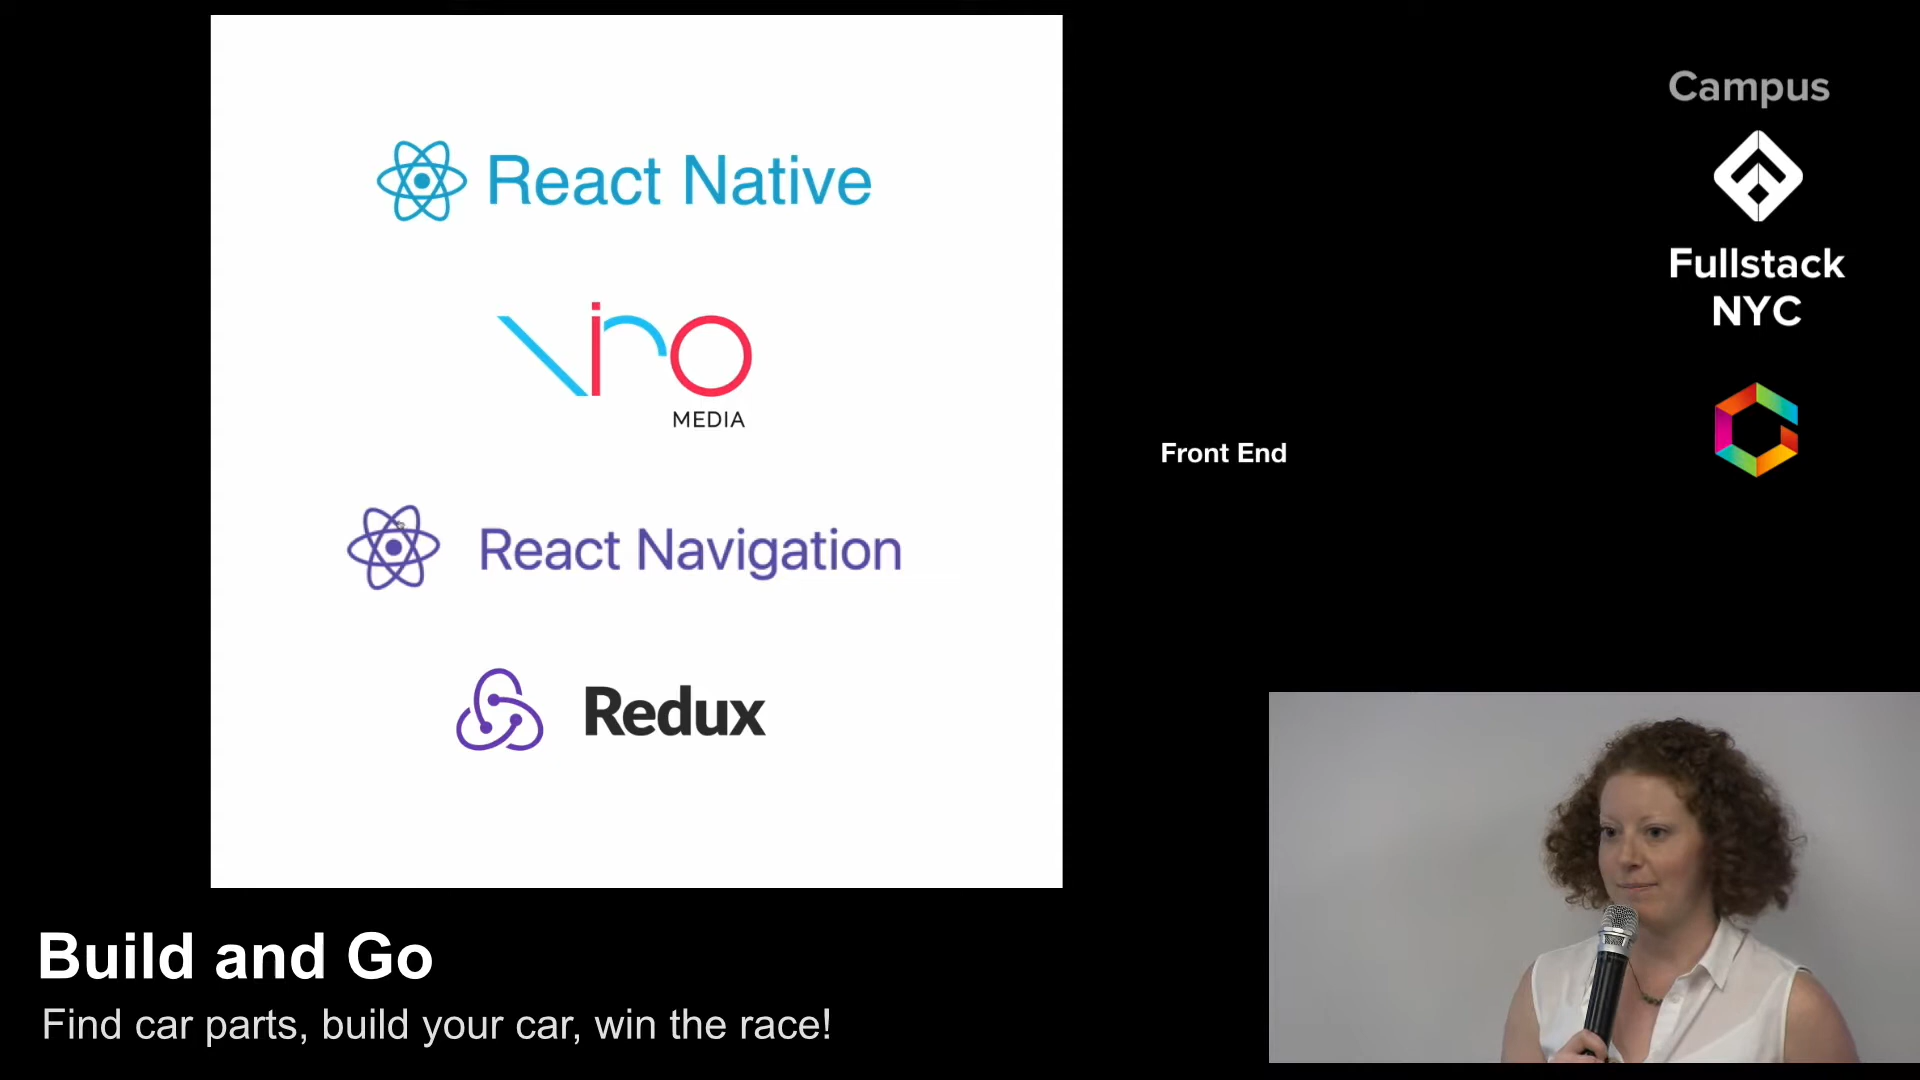 React Native
Viro
MEDIA
React Navigation
Redux
Front End
Campus
Fullstack
NYC
Build and Go
Find car parts, build your car, win the race!